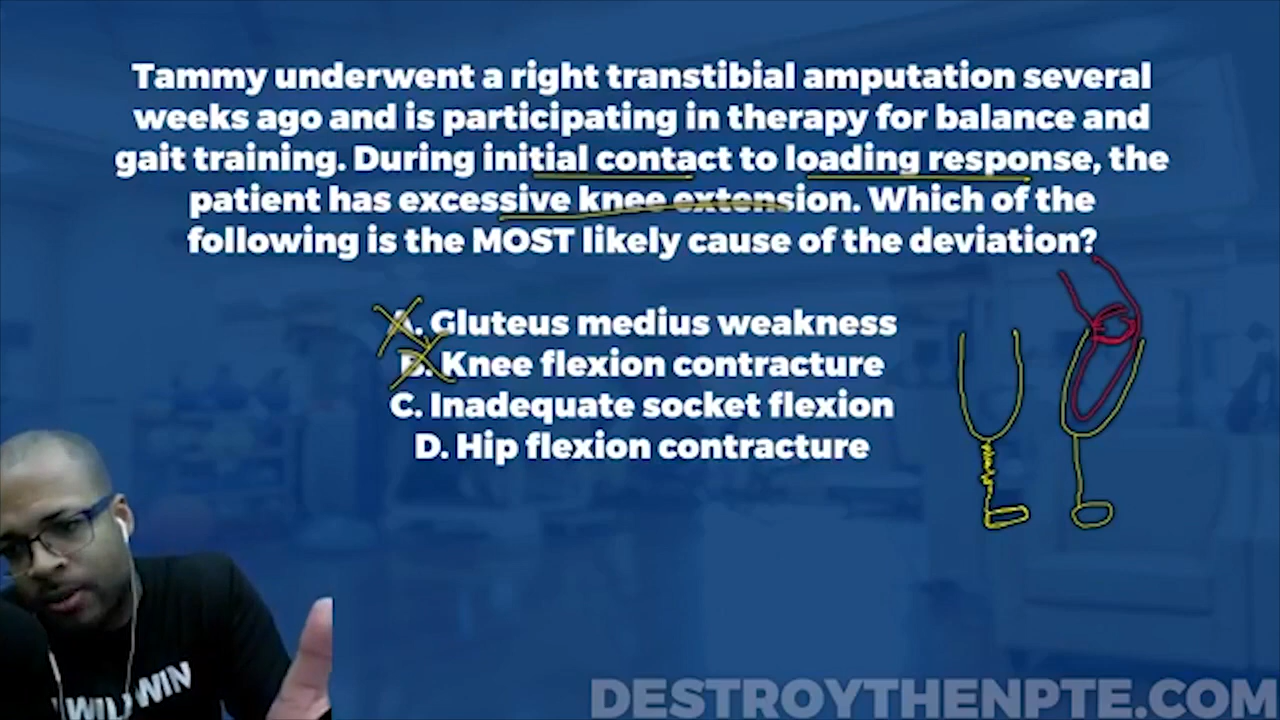 Tammy underwent a right transtibial amputation several
weeks ago and is participating in therapy for balance and
gait training. During initial contact to loading response, the
patient has excessive knee extension. Which of the
following is the MOST likely cause of the deviation?
A. Gluteus medius weakness
B. Knee flexion contracture
C. Inadequate socket flexion
D. Hip flexion contracture
I WILL WIN
DESTROYTHENPTE.COM